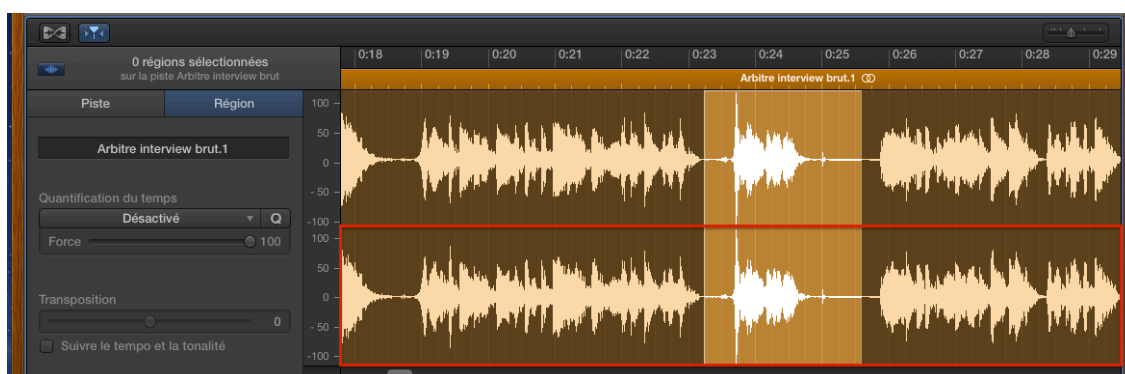 0 régions sélectionnées
sur la piste Arbitre interview brut
Piste Région
Arbitre interview brut.1
Quantification du temps
Désactivé Q
Force 100
Transposition
0
Suivre le tempo et la tonalité
0:18 0:19 0:20 0:21 0:22 0:23 0:24 0:25 0:26 0:27 0:28 0:29
Arbitre interview brut.1
100
50
0
-50
-100
100
50
0
-50
-100